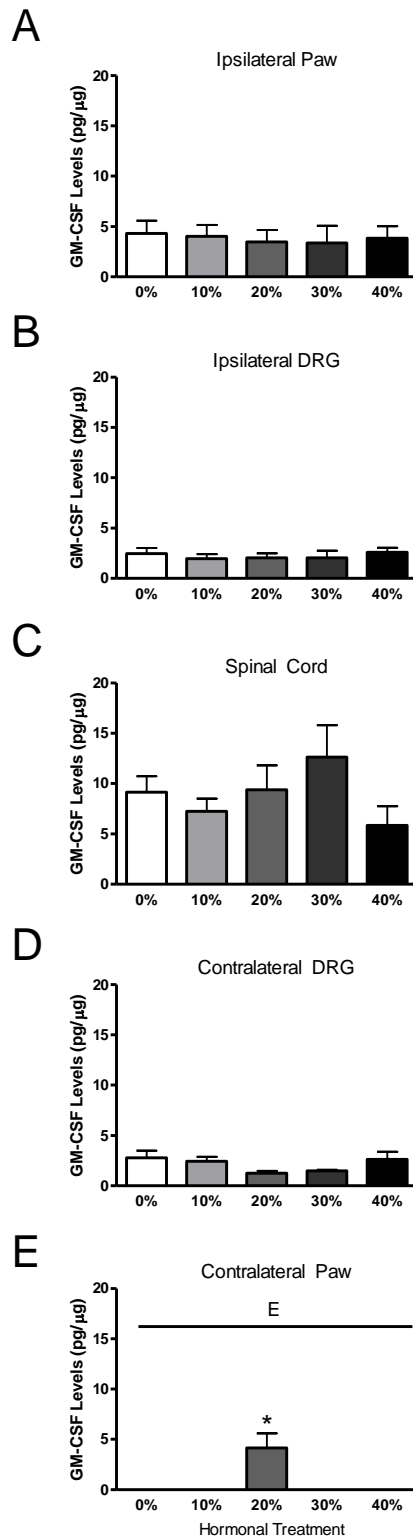 A
Ipsilateral Paw
GM-CSF Levels (pg/µg)
20
15
10
5
0
0% 10% 20% 30% 40%
B
Ipsilateral DRG
GM-CSF Levels (pg/µg)
20
15
10
5
0
0% 10% 20% 30% 40%
C
Spinal Cord
GM-CSF Levels (pg/µg)
20
15
10
5
0
0% 10% 20% 30% 40%
D
Contralateral DRG
GM-CSF Levels (pg/µg)
20
15
10
5
0
0% 10% 20% 30% 40%
E
Contralateral Paw
GM-CSF Levels (pg/µg)
20
15
10
5
0
E
*
0% 10% 20% 30% 40%
Hormonal Treatment